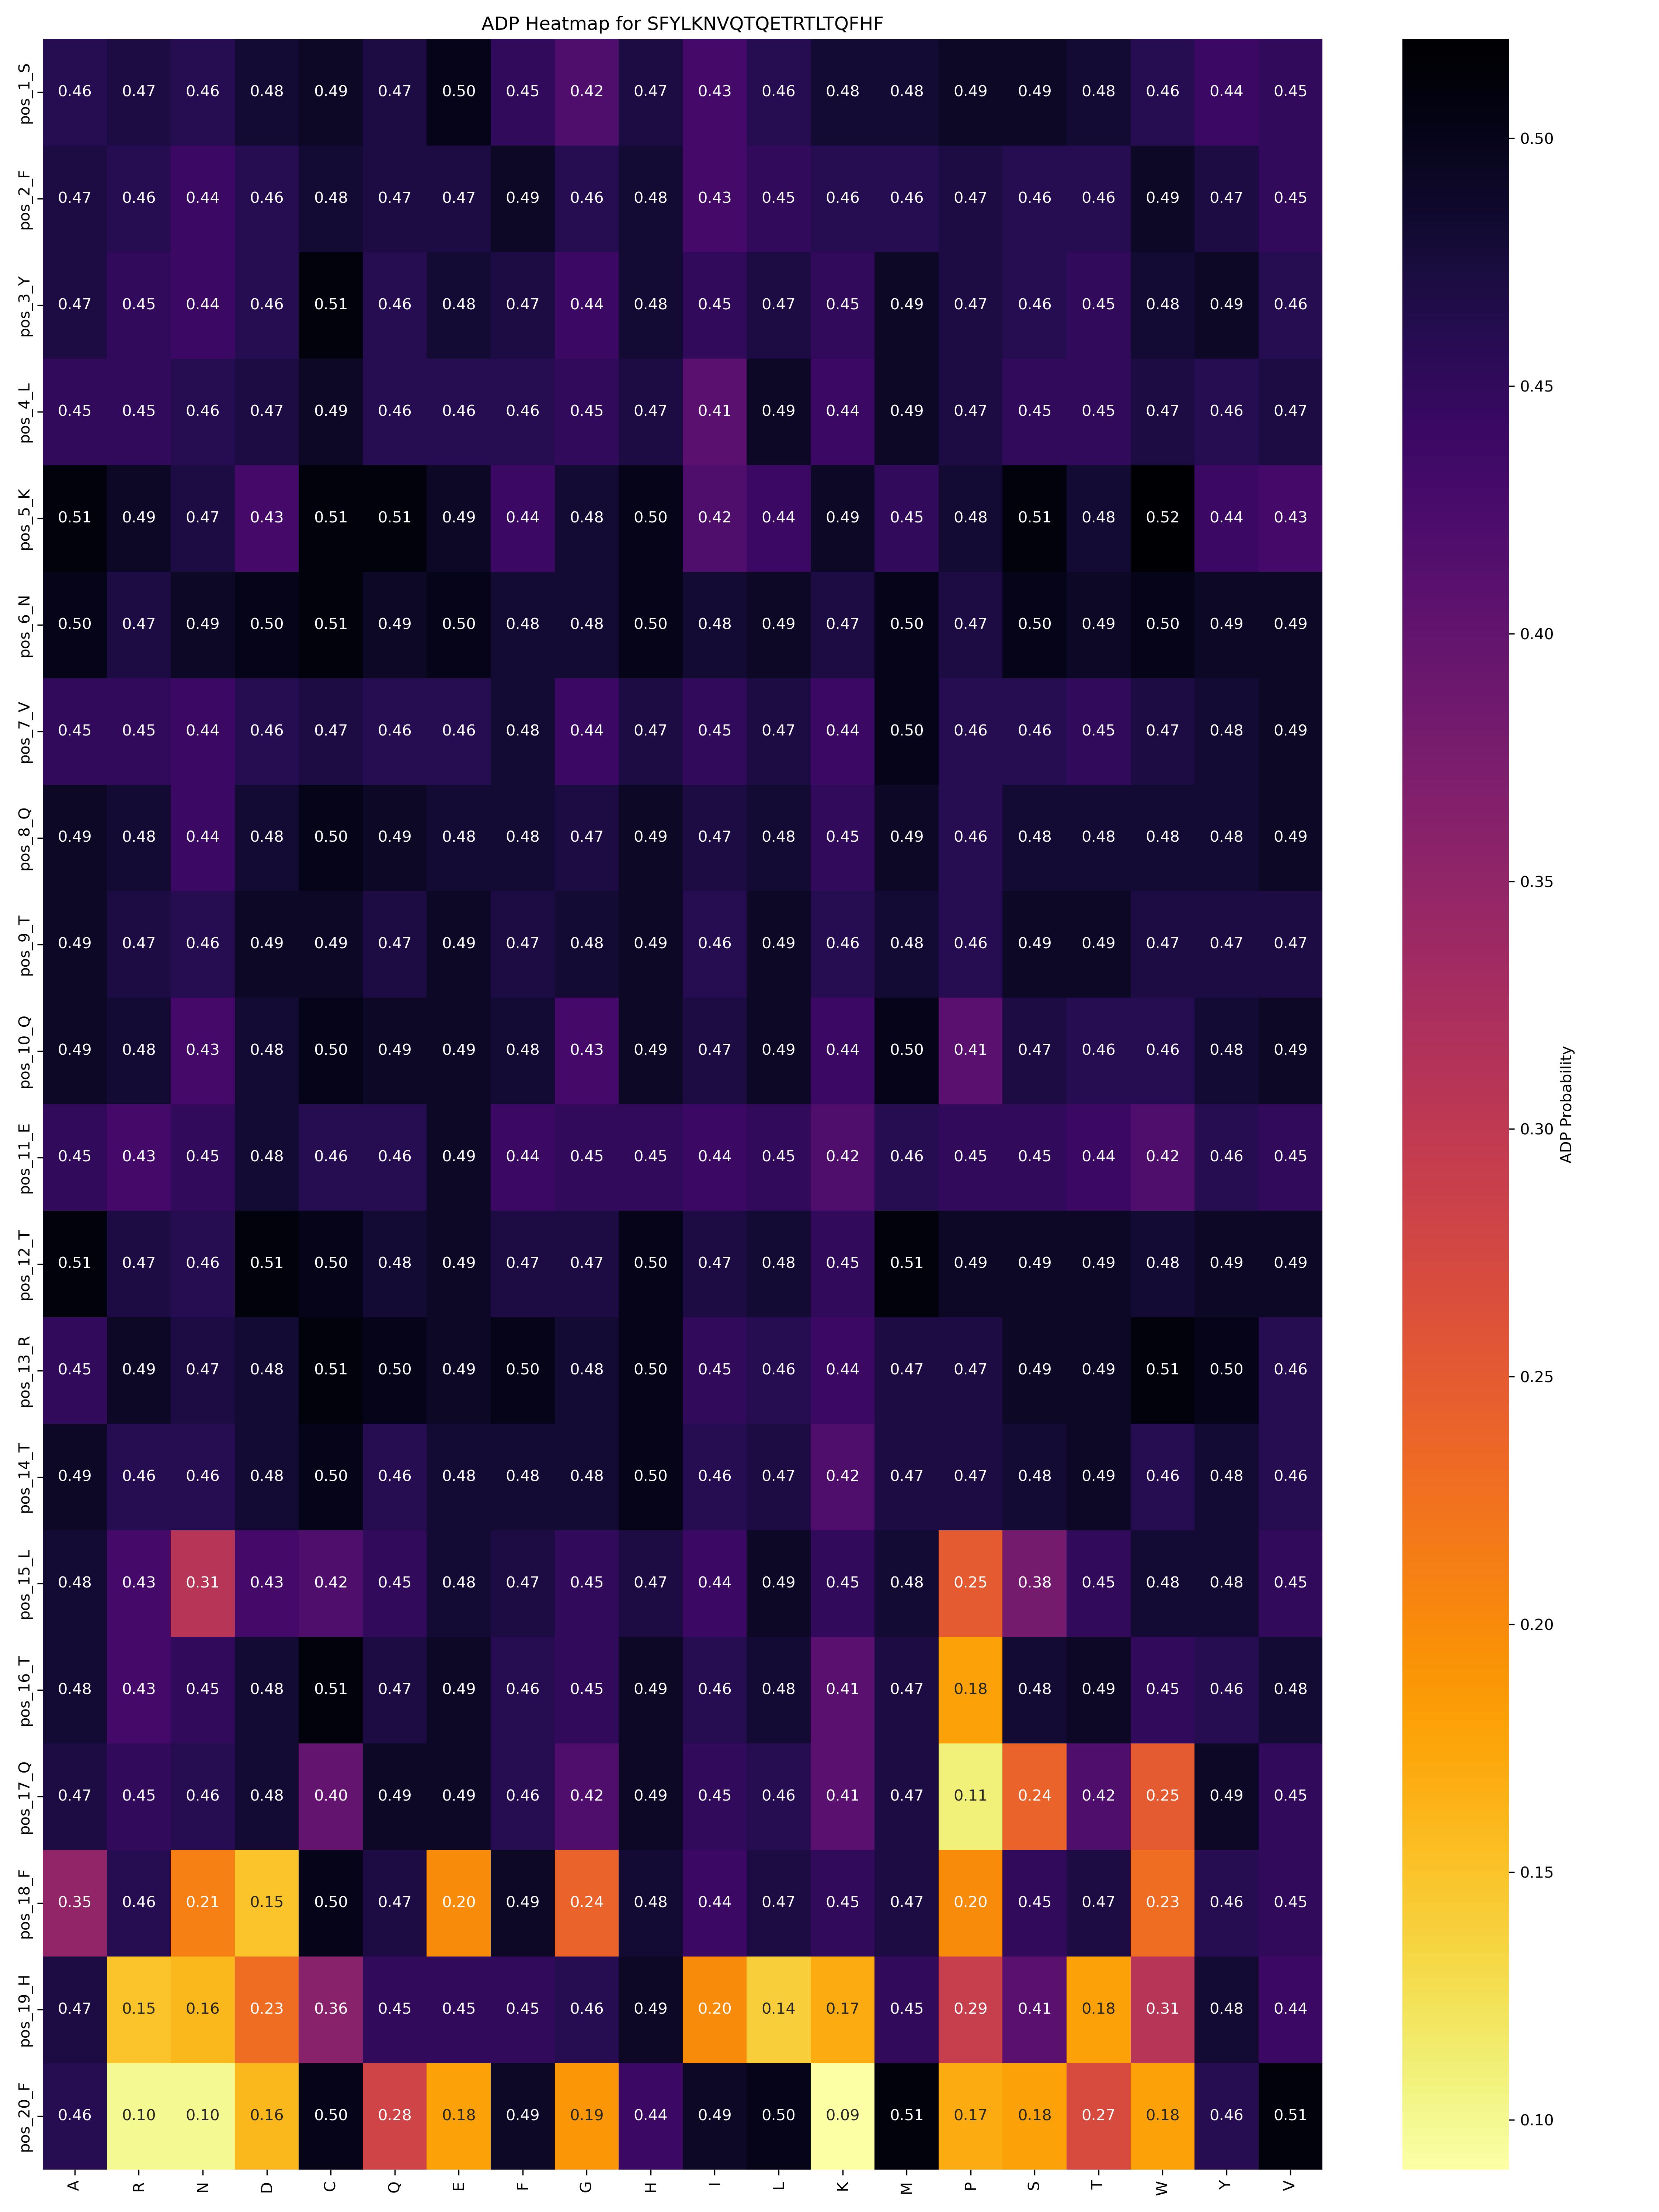 ADP Heatmap for SFYLKNVQTQETRTLTQFHF
pos_1_S 0.46 0.47 0.46 0.48 0.49 0.47 0.50 0.45 0.42 0.47 0.43 0.46 0.48 0.48 0.49 0.49 0.48 0.46 0.44 0.45
pos_2_F 0.47 0.46 0.44 0.46 0.48 0.47 0.47 0.49 0.46 0.48 0.43 0.45 0.46 0.46 0.47 0.46 0.46 0.49 0.47 0.45
pos_3_Y 0.47 0.45 0.44 0.46 0.51 0.46 0.48 0.47 0.44 0.48 0.45 0.47 0.45 0.49 0.47 0.46 0.45 0.48 0.49 0.46
pos_4_L 0.45 0.45 0.46 0.47 0.49 0.46 0.46 0.46 0.45 0.47 0.41 0.49 0.44 0.49 0.47 0.45 0.45 0.47 0.46 0.47
pos_5_K 0.51 0.49 0.47 0.43 0.51 0.51 0.49 0.44 0.48 0.50 0.42 0.44 0.49 0.45 0.48 0.51 0.48 0.52 0.44 0.43
pos_6_N 0.50 0.47 0.49 0.50 0.51 0.49 0.50 0.48 0.48 0.50 0.48 0.49 0.47 0.50 0.47 0.50 0.49 0.50 0.49 0.49
pos_7_V 0.45 0.45 0.44 0.46 0.47 0.46 0.46 0.48 0.44 0.47 0.45 0.47 0.44 0.50 0.46 0.46 0.45 0.47 0.48 0.49
pos_8_Q 0.49 0.48 0.44 0.48 0.50 0.49 0.48 0.48 0.47 0.49 0.47 0.48 0.45 0.49 0.46 0.48 0.48 0.48 0.48 0.49
pos_9_T 0.49 0.47 0.46 0.49 0.49 0.47 0.49 0.47 0.48 0.49 0.46 0.49 0.46 0.48 0.46 0.49 0.49 0.47 0.47 0.47
pos_10_Q 0.49 0.48 0.43 0.48 0.50 0.49 0.49 0.48 0.43 0.49 0.47 0.49 0.44 0.50 0.41 0.47 0.46 0.46 0.48 0.49
pos_11_E 0.45 0.43 0.45 0.48 0.46 0.46 0.49 0.44 0.45 0.45 0.44 0.45 0.42 0.46 0.45 0.45 0.44 0.42 0.46 0.45
pos_12_T 0.51 0.47 0.46 0.51 0.50 0.48 0.49 0.47 0.47 0.50 0.47 0.48 0.45 0.51 0.49 0.49 0.49 0.48 0.49 0.49
pos_13_R 0.45 0.49 0.47 0.48 0.51 0.50 0.49 0.50 0.48 0.50 0.45 0.46 0.44 0.47 0.47 0.49 0.49 0.51 0.50 0.46
pos_14_T 0.49 0.46 0.46 0.48 0.50 0.46 0.48 0.48 0.48 0.50 0.46 0.47 0.42 0.47 0.47 0.48 0.49 0.46 0.48 0.46
pos_15_L 0.48 0.43 0.31 0.43 0.42 0.45 0.48 0.47 0.45 0.47 0.44 0.49 0.45 0.48 0.25 0.38 0.45 0.48 0.48 0.45
pos_16_T 0.48 0.43 0.45 0.48 0.51 0.47 0.49 0.46 0.45 0.49 0.46 0.48 0.41 0.47 0.18 0.48 0.49 0.45 0.46 0.48
pos_17_Q 0.47 0.45 0.46 0.48 0.40 0.49 0.49 0.46 0.42 0.49 0.45 0.46 0.41 0.47 0.11 0.24 0.42 0.25 0.49 0.45
pos_18_F 0.35 0.46 0.21 0.15 0.50 0.47 0.20 0.49 0.24 0.48 0.44 0.47 0.45 0.47 0.20 0.45 0.47 0.23 0.46 0.45
pos_19_H 0.47 0.15 0.16 0.23 0.36 0.45 0.45 0.45 0.46 0.49 0.20 0.14 0.17 0.45 0.29 0.41 0.18 0.31 0.48 0.44
pos_20_F 0.46 0.10 0.10 0.16 0.50 0.28 0.18 0.49 0.19 0.44 0.49 0.50 0.09 0.51 0.17 0.18 0.27 0.18 0.46 0.51
A R N D C Q E F G H I L K M P S T W Y V
0.50
0.45
0.40
0.35
0.30
0.25
0.20
0.15
0.10
ADP Probability